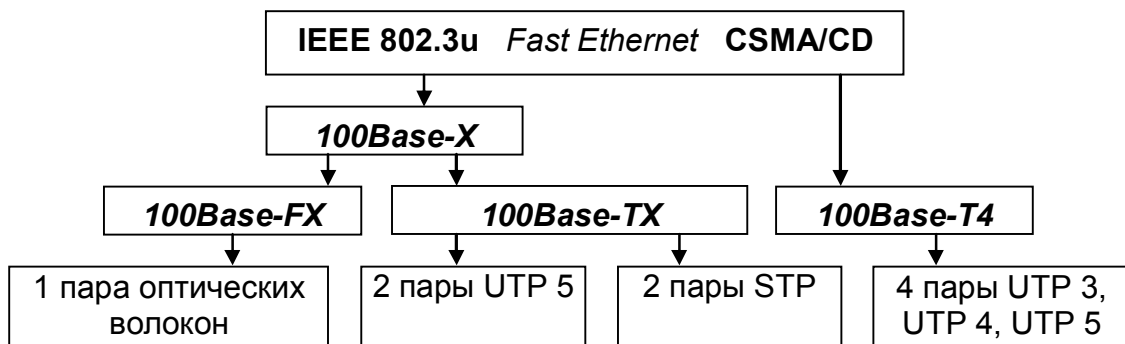 IEEE 802.3u Fast Ethernet CSMA/CD
100Base-X
100Base-FX
100Base-TX
100Base-T4
1 пара оптических
волокон
2 пары UTP 5
2 пары STP
4 пары UTP 3,
UTP 4, UTP 5